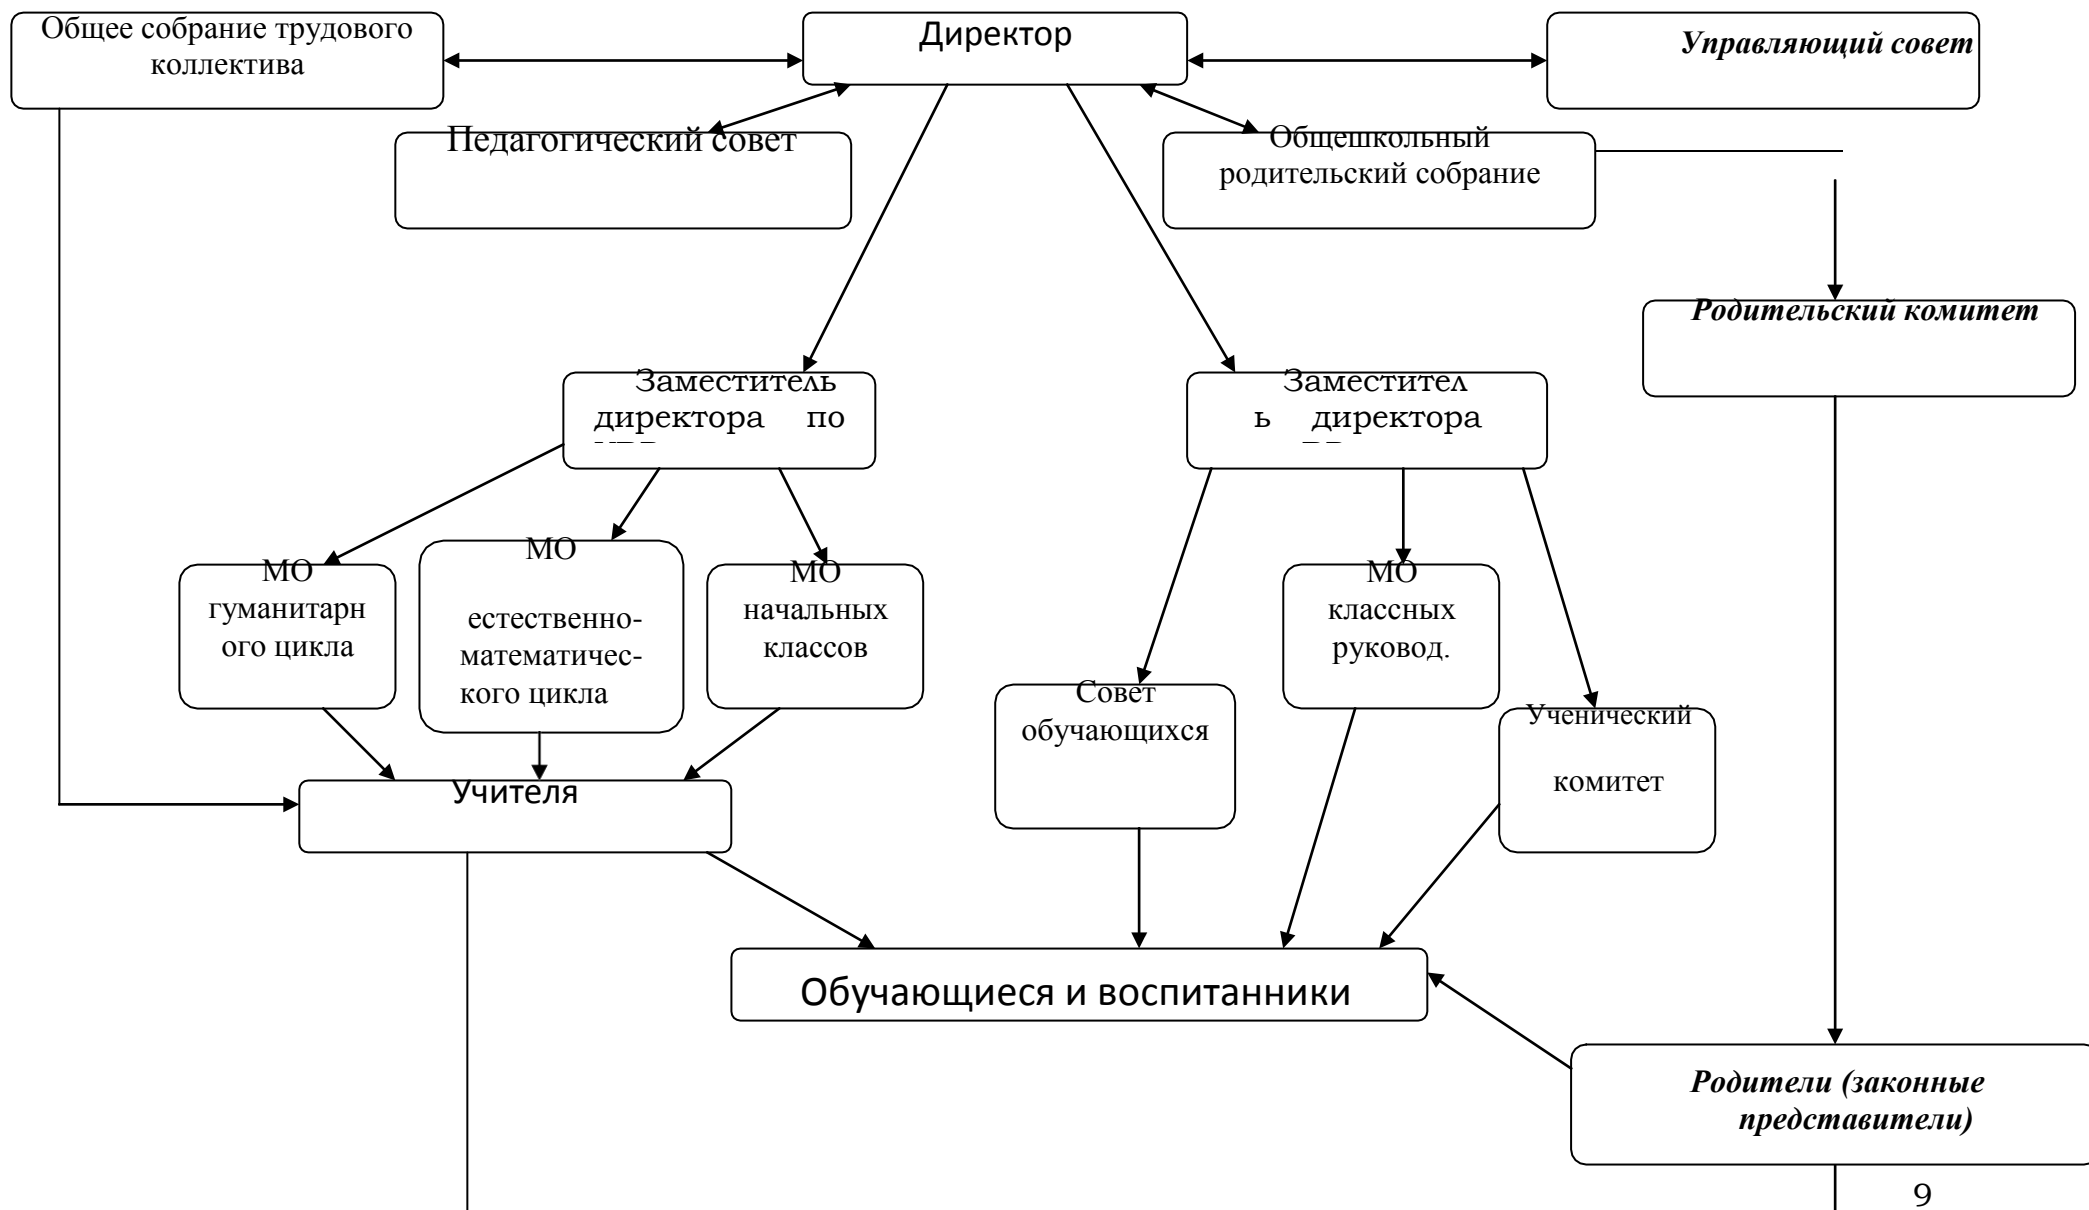 Общее собрание трудового
коллектива
Директор
Управляющий совет
Педагогический совет
Общешкольный
родительский собрание
Родительский комитет
Заместитель
директора по
Заместител
ь директора
МО
гуманитарн
ого цикла
МО
естественно-
математичес-
кого цикла
МО
начальных
классов
МО
классных
руковод.
Совет
обучающихся
Ученический
комитет
Учителя
Обучающиеся и воспитанники
Родители (законные
представители)
9